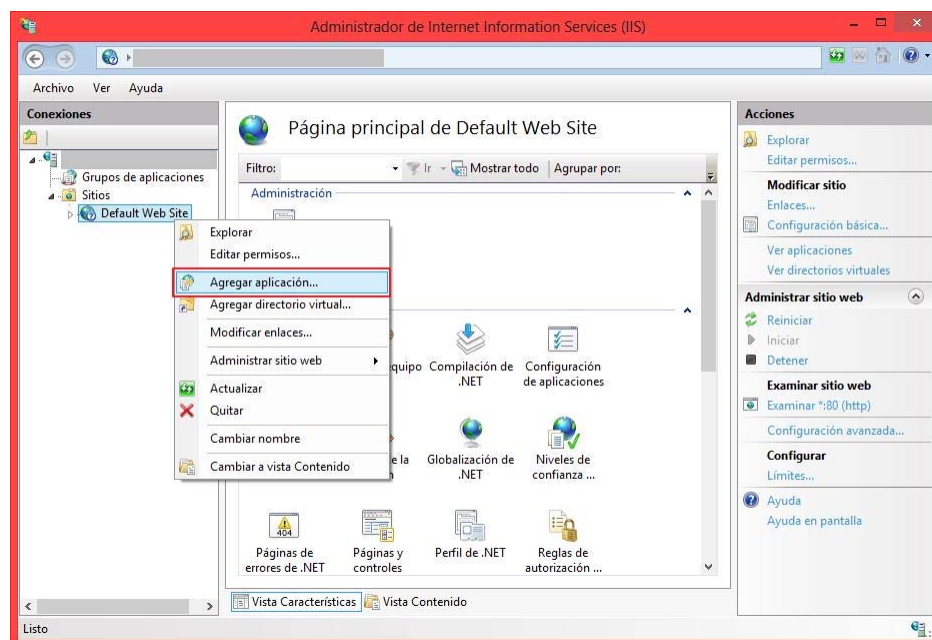 Administrador de Internet Information Services (IIS)
Archivo Ver Ayuda
Conexiones
Grupos de aplicaciones
Sitios
Default Web Site
Explorar
Editar permisos...
Agregar aplicación...
Agregar directorio virtual...
Modificar enlaces...
Administrar sitio web
Actualizar
Quitar
Cambiar nombre
Cambiar a vista Contenido
Página principal de Default Web Site
Filtro: Ir Mostrar todo Agrupar por:
Administración
Compilación de .NET
Configuración de aplicaciones
Globalización de .NET
Niveles de confianza ...
404
Páginas de errores de .NET
Páginas y controles
Perfil de .NET
Reglas de autorización ...
Vista Características Vista Contenido
Acciones
Explorar
Editar permisos...
Modificar sitio
Enlaces...
Configuración básica...
Ver aplicaciones
Ver directorios virtuales
Administrar sitio web
Reiniciar
Iniciar
Detener
Examinar sitio web
Examinar *:80 (http)
Configuración avanzada...
Configurar
Límites...
Ayuda
Ayuda en pantalla
Listo